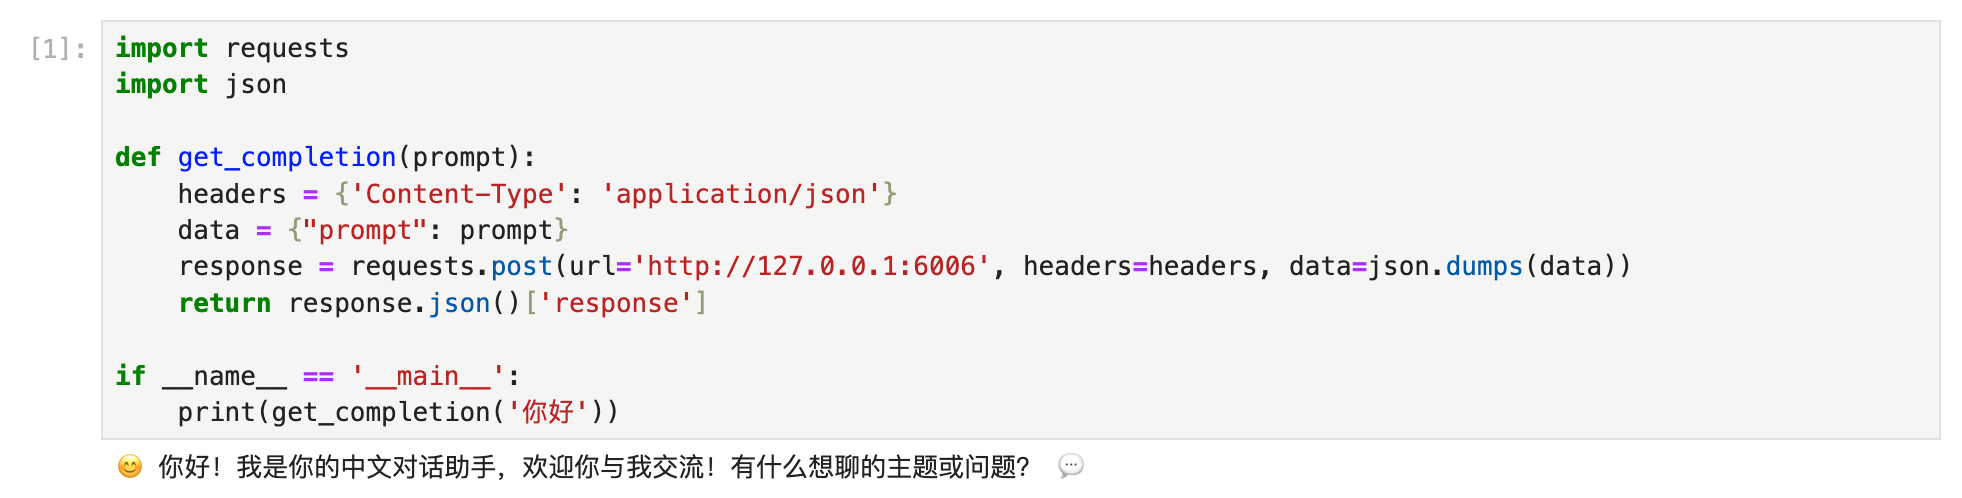 [1]:
import requests
import json
def get_completion(prompt):
    headers = {'Content-Type': 'application/json'}
    data = {"prompt": prompt}
    response = requests.post(url='http://127.0.0.1:6006', headers=headers, data=json.dumps(data))
    return response.json()['response']
if __name__ == '__main__':
    print(get_completion('你好'))
😊 你好！我是你的中文对话助手，欢迎你与我交流！有什么想聊的主题或问题？ 💬